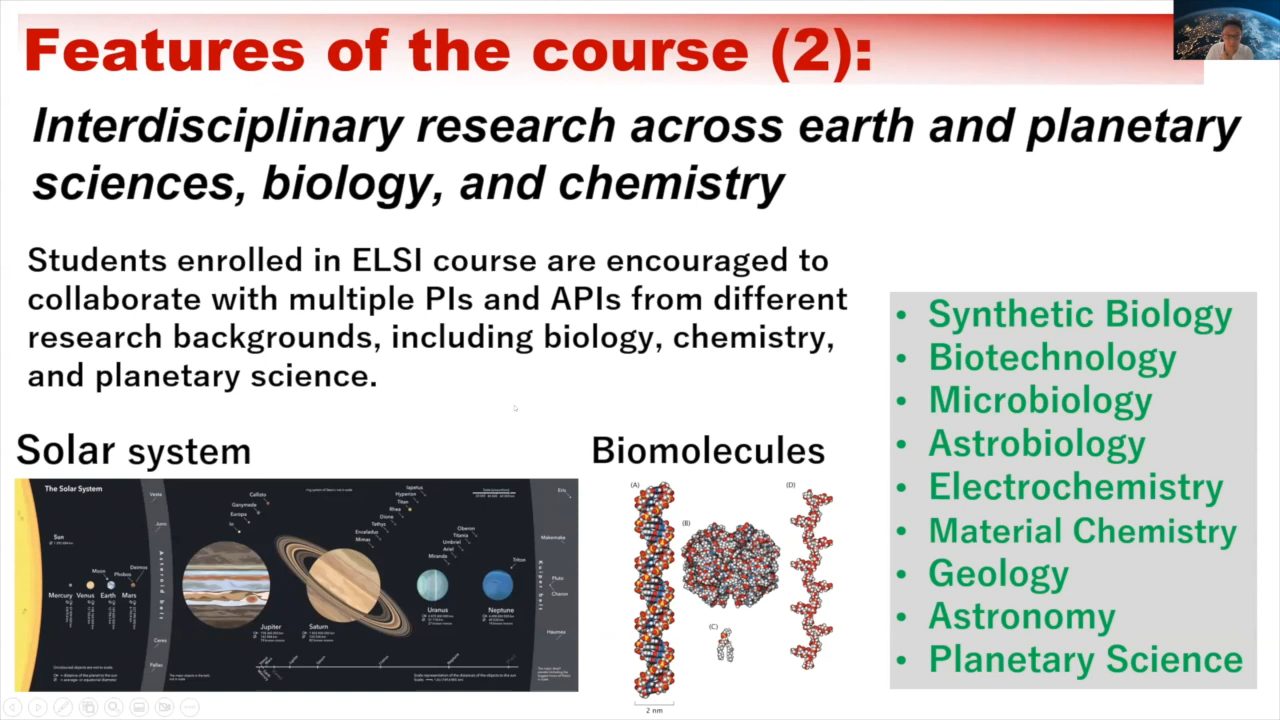 Features of the course (2):
Interdisciplinary research across earth and planetary
sciences, biology, and chemistry
Students enrolled in ELSI course are encouraged to
collaborate with multiple PIs and APIs from different
research backgrounds, including biology, chemistry,
and planetary science.
• Synthetic Biology
• Biotechnology
• Microbiology
• Astrobiology
• Electrochemistry
• Material Chemistry
• Geology
• Astronomy
• Planetary Science
Solar system
The Solar System
Sun
Mercury
Venus
Moon
Earth
Phobos
Deimos
Mars
Vesta
Juno
Asteroid belt
Ceres
Pallas
Callisto
Ganymede
Europa
Io
Jupiter
Iapetus
Hyperion
Titan
Rhea
Dione
Tethys
Enceladus
Mimas
Saturn
Oberon
Titania
Umbriel
Ariel
Miranda
Uranus
Triton
Neptune
Eris
Makemake
Kuiper belt
Pluto
Charon
Haumea
Biomolecules
(A)
(B)
(C)
(D)
2 nm